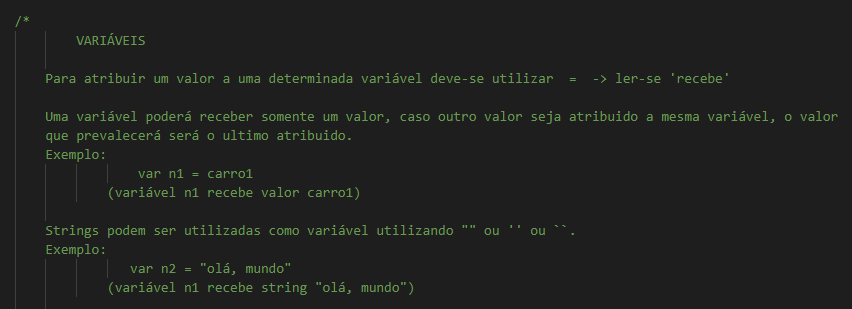 /*
VARIÁVEIS
Para atribuir um valor a uma determinada variável deve-se utilizar  =  -> ler-se 'recebe'
Uma variável poderá receber somente um valor, caso outro valor seja atribuido a mesma variável, o valor
que prevalecerá será o ultimo atribuido.
Exemplo:
var n1 = carro1
(variável n1 recebe valor carro1)
Strings podem ser utilizadas como variável utilizando "" ou '' ou ``.
Exemplo:
var n2 = "olá, mundo"
(variável n1 recebe string "olá, mundo")